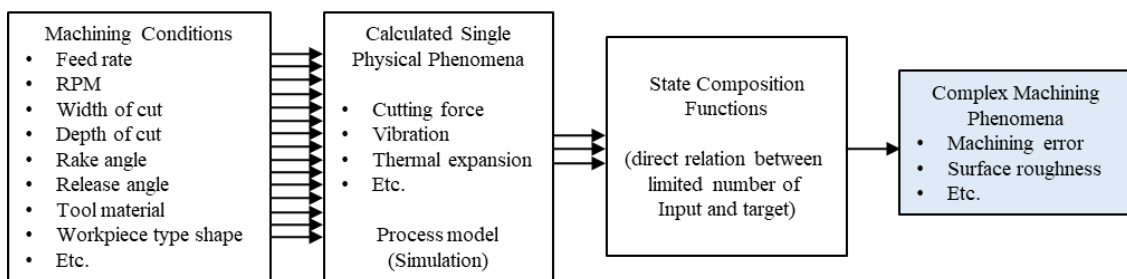 Machining Conditions
• Feed rate
• RPM
• Width of cut
• Depth of cut
• Rake angle
• Release angle
• Tool material
• Workpiece type shape
• Etc.
Calculated Single
Physical Phenomena
• Cutting force
• Vibration
• Thermal expansion
• Etc.
Process model
(Simulation)
State Composition
Functions
(direct relation between
limited number of
Input and target)
Complex Machining
Phenomena
• Machining error
• Surface roughness
• Etc.